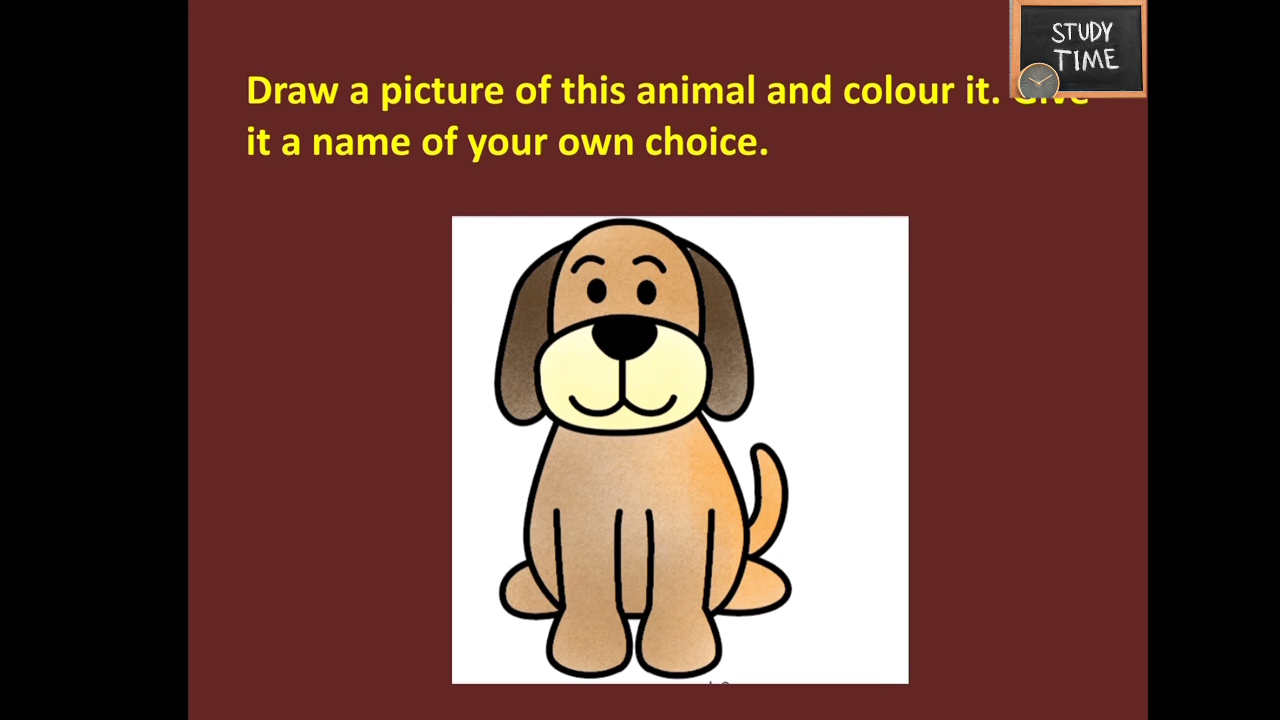 STUDY
TIME
Draw a picture of this animal and colour it.
it a name of your own choice.